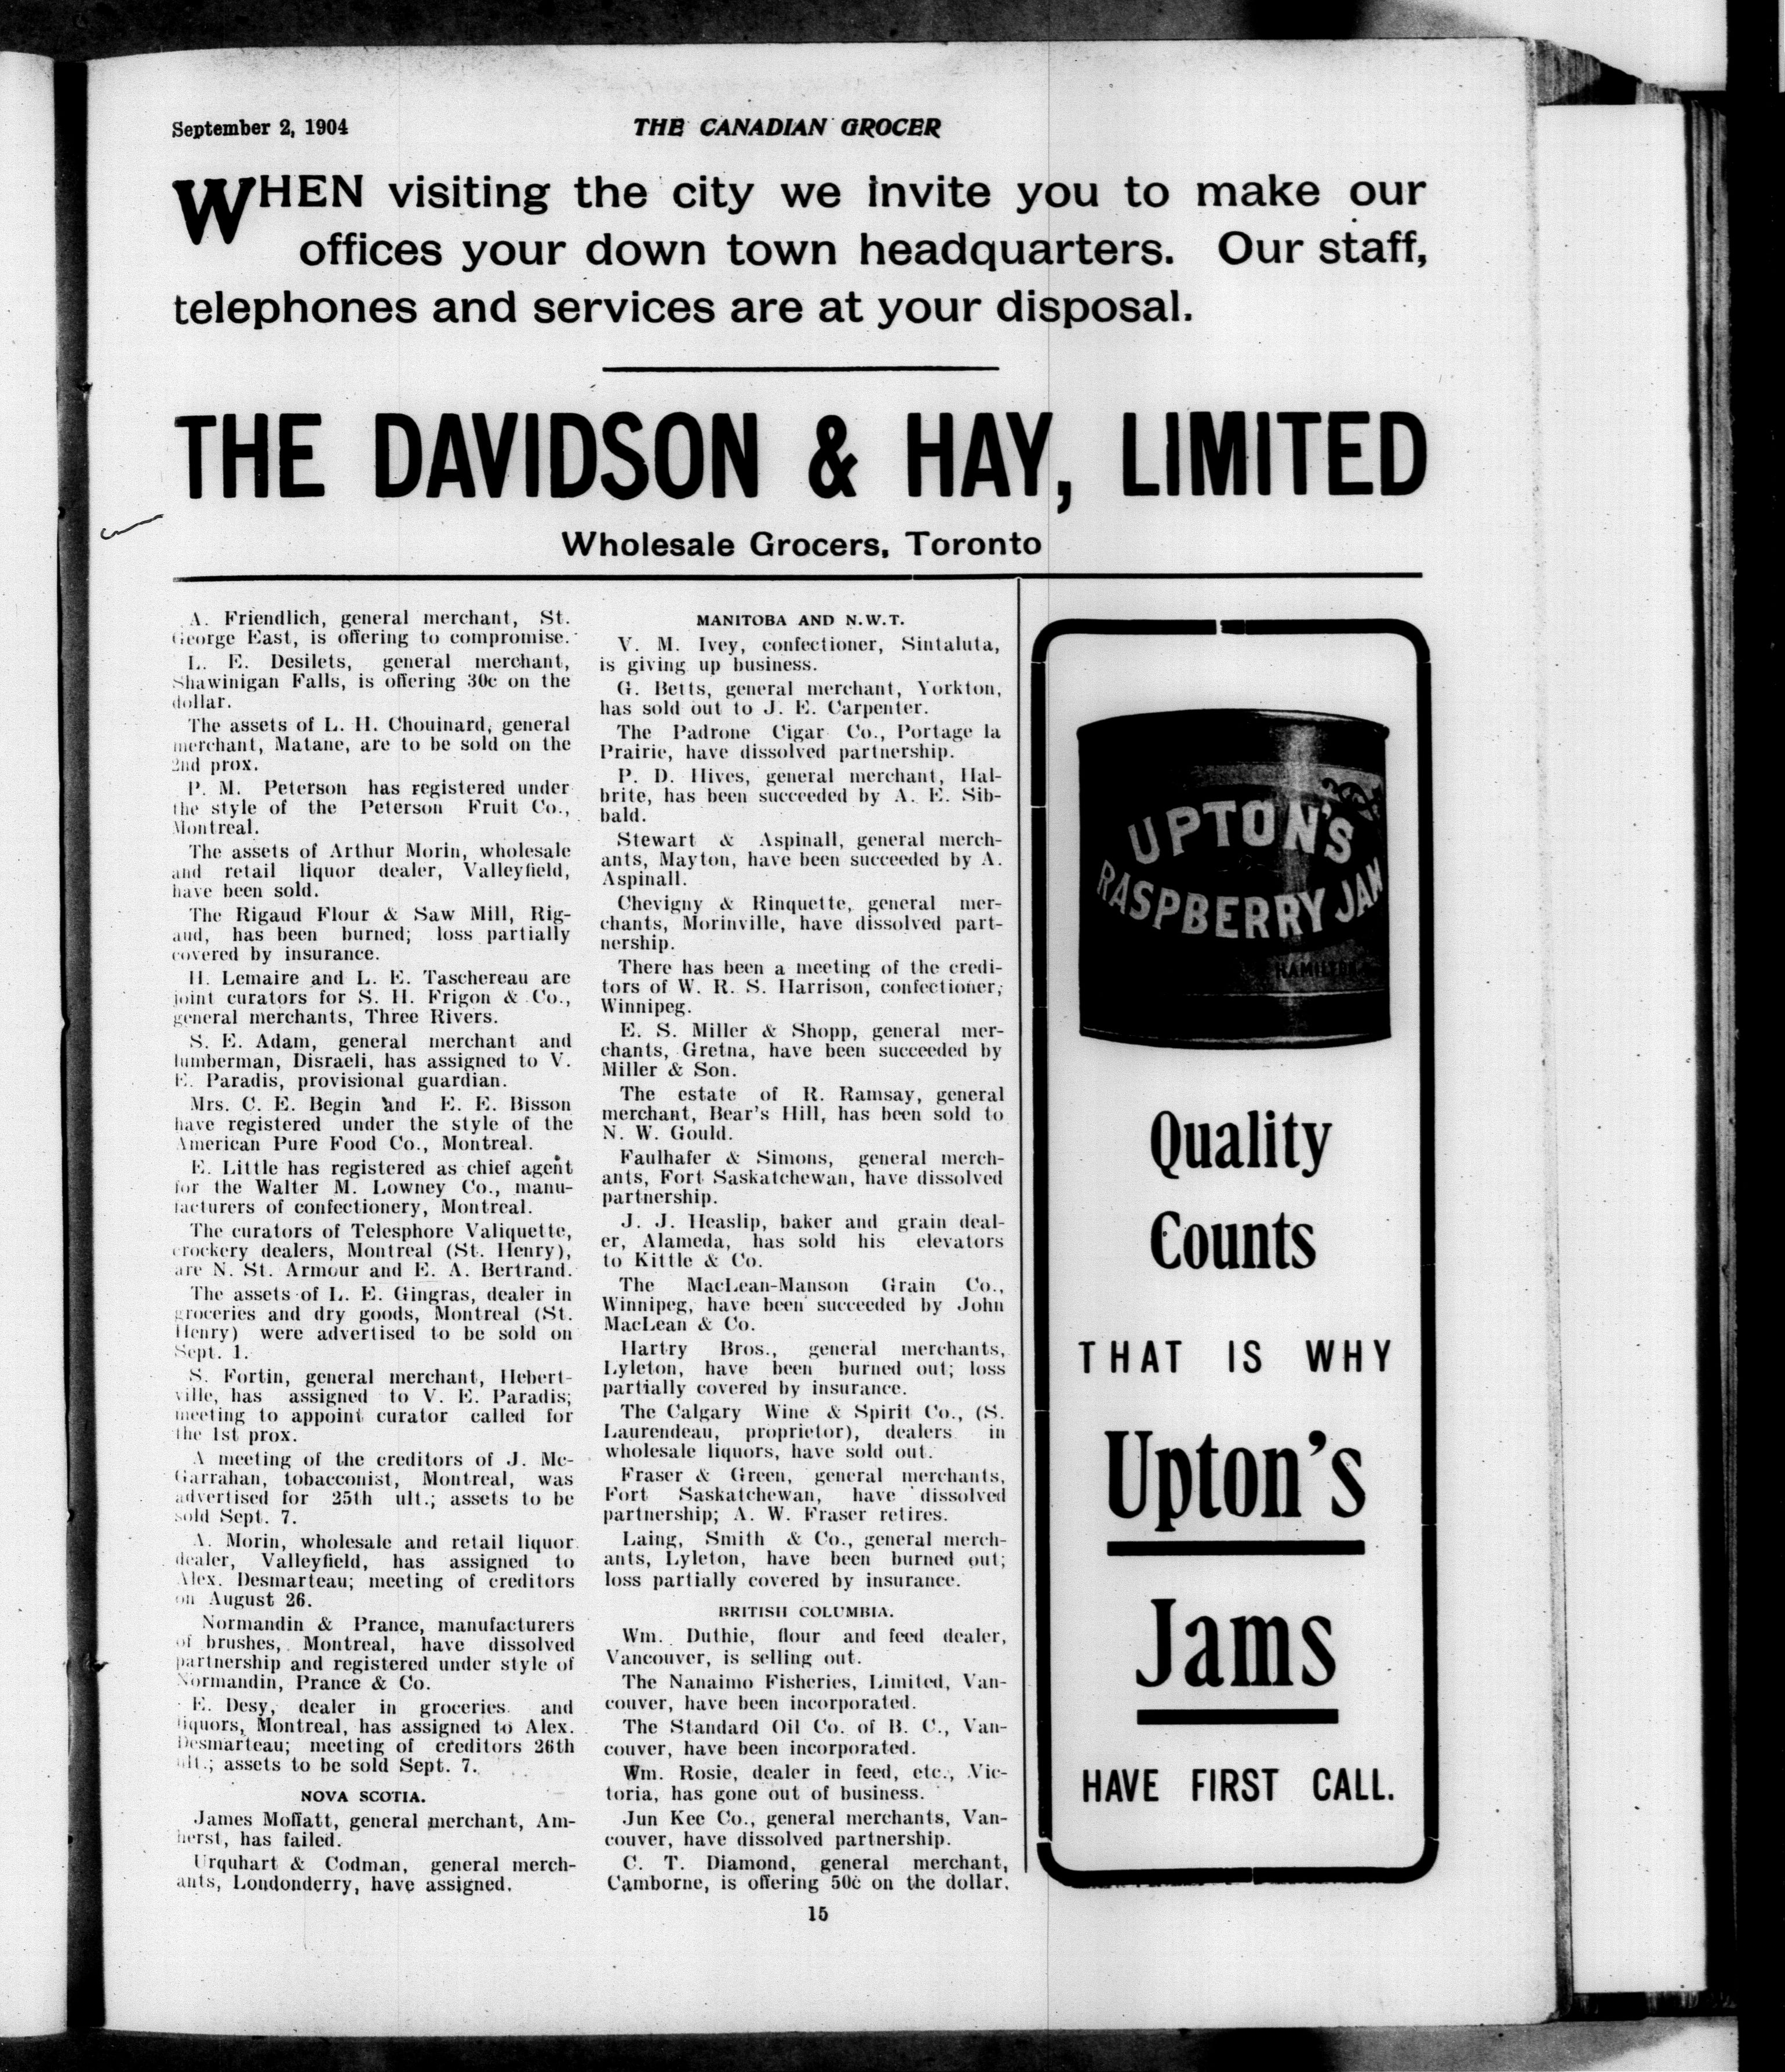 September 2, 1904
THE CANADIAN GROCER
WHEN visiting the city we invite you to make our
offices your down town headquarters. Our staff,
telephones and services are at your disposal.
THE DAVIDSON & HAY, LIMITED
Wholesale Grocers, Toronto
A. Friendlich, general merchant, St.
George East, is offering to compromise.
L. E. Desilets, general merchant,
Shawinigan Falls, is offering 30c on the
dollar.
The assets of L. H. Chouinard, general
merchant, Matane, are to be sold on the
2nd prox.
P. M. Peterson has registered under
the style of the Peterson Fruit Co.,
Montreal.
The assets of Arthur Morin, wholesale
and retail liquor dealer, Valleyfield,
have been sold.
The Rigaud Flour & Saw Mill, Rig-
aud, has been burned; loss partially
covered by insurance.
H. Lemaire and L. E. Taschereau are
joint curators for S. H. Frigon & Co.,
general merchants, Three Rivers.
S. E. Adam, general merchant and
lumberman, Disraeli, has assigned to V.
E. Paradis, provisional guardian.
Mrs. C. E. Begin and E. E. Bisson
have registered under the style of the
American Pure Food Co., Montreal.
E. Little has registered as chief agent
for the Walter M. Lowney Co., manu-
facturers of confectionery, Montreal.
The curators of Telesphore Valiquette,
crockery dealers, Montreal (St. Henry),
are N. St. Armour and E. A. Bertrand.
The assets of L. E. Gingras, dealer in
groceries and dry goods, Montreal (St.
Henry) were advertised to be sold on
Sept. 1.
S. Fortin, general merchant, Hebert-
ville, has assigned to V. E. Paradis;
meeting to appoint curator called for
the 1st prox.
A meeting of the creditors of J. Mc-
Garrahan, tobacconist, Montreal, was
advertised for 25th ult.; assets to be
sold Sept. 7.
A. Morin, wholesale and retail liquor
dealer, Valleyfield, has assigned to
Alex. Desmarteau; meeting of creditors
on August 26.
Normandin & Prance, manufacturers
of brushes, Montreal, have dissolved
partnership and registered under style of
Normandin, Prance & Co.
E. Desy, dealer in groceries and
liquors, Montreal, has assigned to Alex.
Desmarteau; meeting of creditors 26th
ult.; assets to be sold Sept. 7.
NOVA SCOTIA.
James Moffatt, general merchant, Am-
herst, has failed.
Urquhart & Codman, general merch-
ants, Londonderry, have assigned.
MANITOBA AND N.W.T.
V. M. Ivey, confectioner, Sintaluta,
is giving up business.
G. Betts, general merchant, Yorkton,
has sold out to J. E. Carpenter.
The Padrone Cigar Co., Portage la
Prairie, have dissolved partnership.
P. D. Hives, general merchant, Hal-
brite, has been succeeded by A. E. Sib-
bald.
Stewart & Aspinall, general merch-
ants, Mayton, have been succeeded by A.
Aspinall.
Chevigny & Rinquette, general mer-
chants, Morinville, have dissolved part-
nership.
There has been a meeting of the credi-
tors of W. R. S. Harrison, confectioner,
Winnipeg.
E. S. Miller & Shopp, general mer-
chants, Gretna, have been succeeded by
Miller & Son.
The estate of R. Ramsay, general
merchant, Bear's Hill, has been sold to
N. W. Gould.
Faulhafer & Simons, general merch-
ants, Fort Saskatchewan, have dissolved
partnership.
J. J. Heaslip, baker and grain deal-
er, Alameda, has sold his elevators
to Kittle & Co.
The MacLean-Manson Grain Co.,
Winnipeg, have been succeeded by John
MacLean & Co.
Hartry Bros., general merchants,
Lyleton, have been burned out; loss
partially covered by insurance.
The Calgary Wine & Spirit Co., (S.
Laurendeau, proprietor), dealers in
wholesale liquors, have sold out.
Fraser & Green, general merchants,
Fort Saskatchewan, have dissolved
partnership; A. W. Fraser retires.
Laing, Smith & Co., general merch-
ants, Lyleton, have been burned out;
loss partially covered by insurance.
BRITISH COLUMBIA.
Wm. Duthie, flour and feed dealer,
Vancouver, is selling out.
The Nanaimo Fisheries, Limited, Van-
couver, have been incorporated.
The Standard Oil Co. of B. C., Van-
couver, have been incorporated.
Wm. Rosie, dealer in feed, etc., Vic-
toria, has gone out of business.
Jun Kee Co., general merchants, Van-
couver, have dissolved partnership.
C. T. Diamond, general merchant,
Camborne, is offering 50c on the dollar.
UPTON'S
RASPBERRY JAM
HAMILTON
Quality
Counts
THAT IS WHY
Upton's
Jams
HAVE FIRST CALL.
15